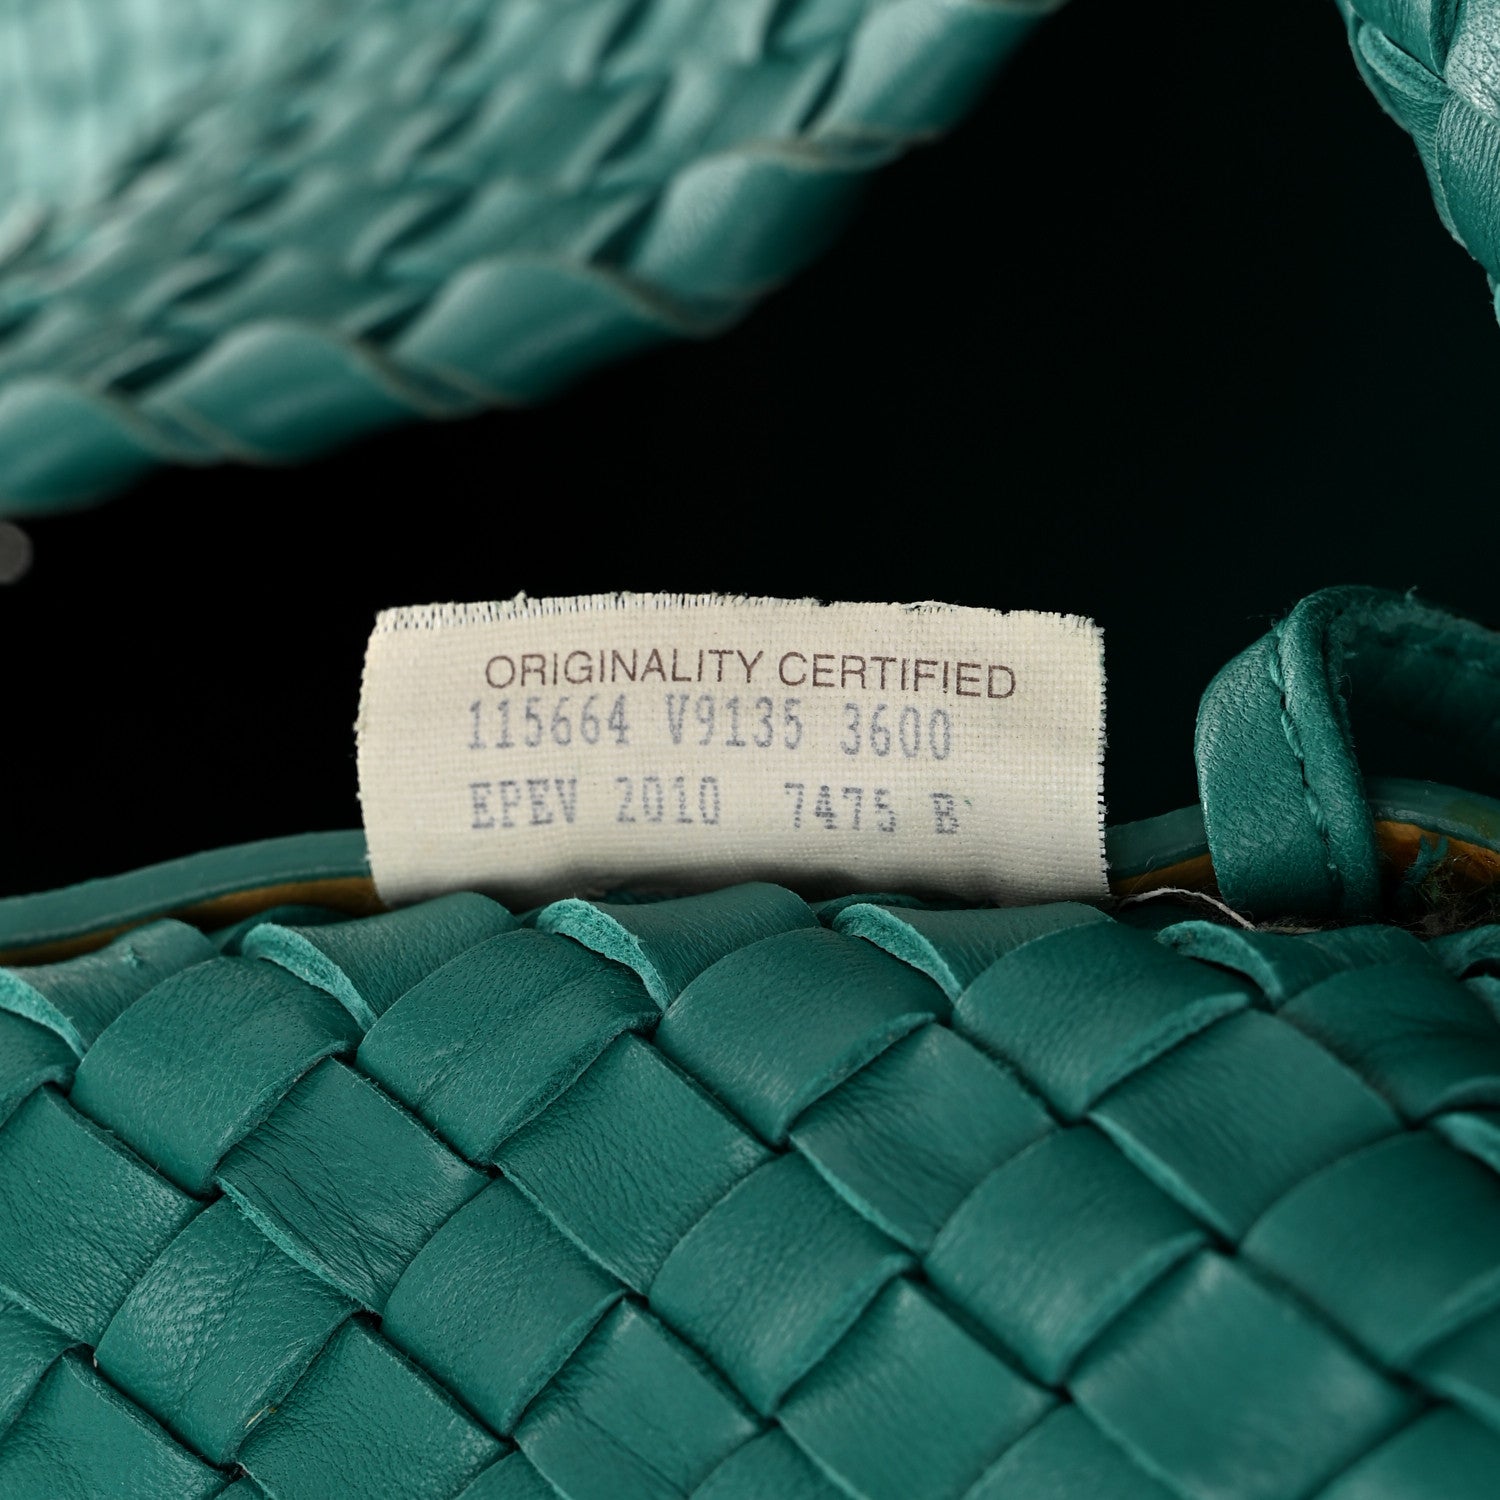 ORIGINALITY CERTIFIED
115664 V9135 3600
EPEV 2010 7475 B